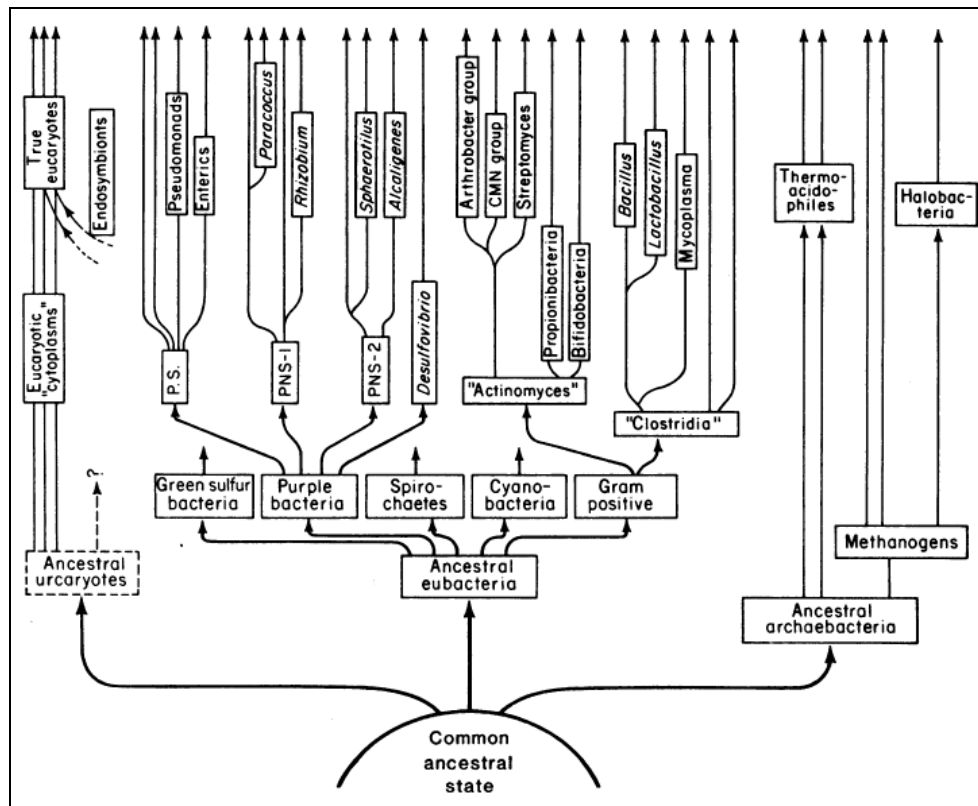 True
eucaryotes
Endosymbionts
Pseudomonads
Enterics
Paracoccus
Rhizobium
Sphaerotilus
Alcaligenes
Arthrobacter group
CMN group
Streptomyces
Propionibacteria
Bifidobacteria
Bacillus
Lactobacillus
Mycoplasma
Thermo-
acido-
philes
Halobac-
teria
Eucaryotic
"cytoplasms"
P.S.
PNS-1
PNS-2
Desulfovibrio
"Actinomyces"
"Clostridia"
?
Green sulfur
bacteria
Purple
bacteria
Spiro-
chaetes
Cyano-
bacteria
Gram
positive
Methanogens
Ancestral
urcaryotes
Ancestral
eubacteria
Ancestral
archaebacteria
Common
ancestral
state